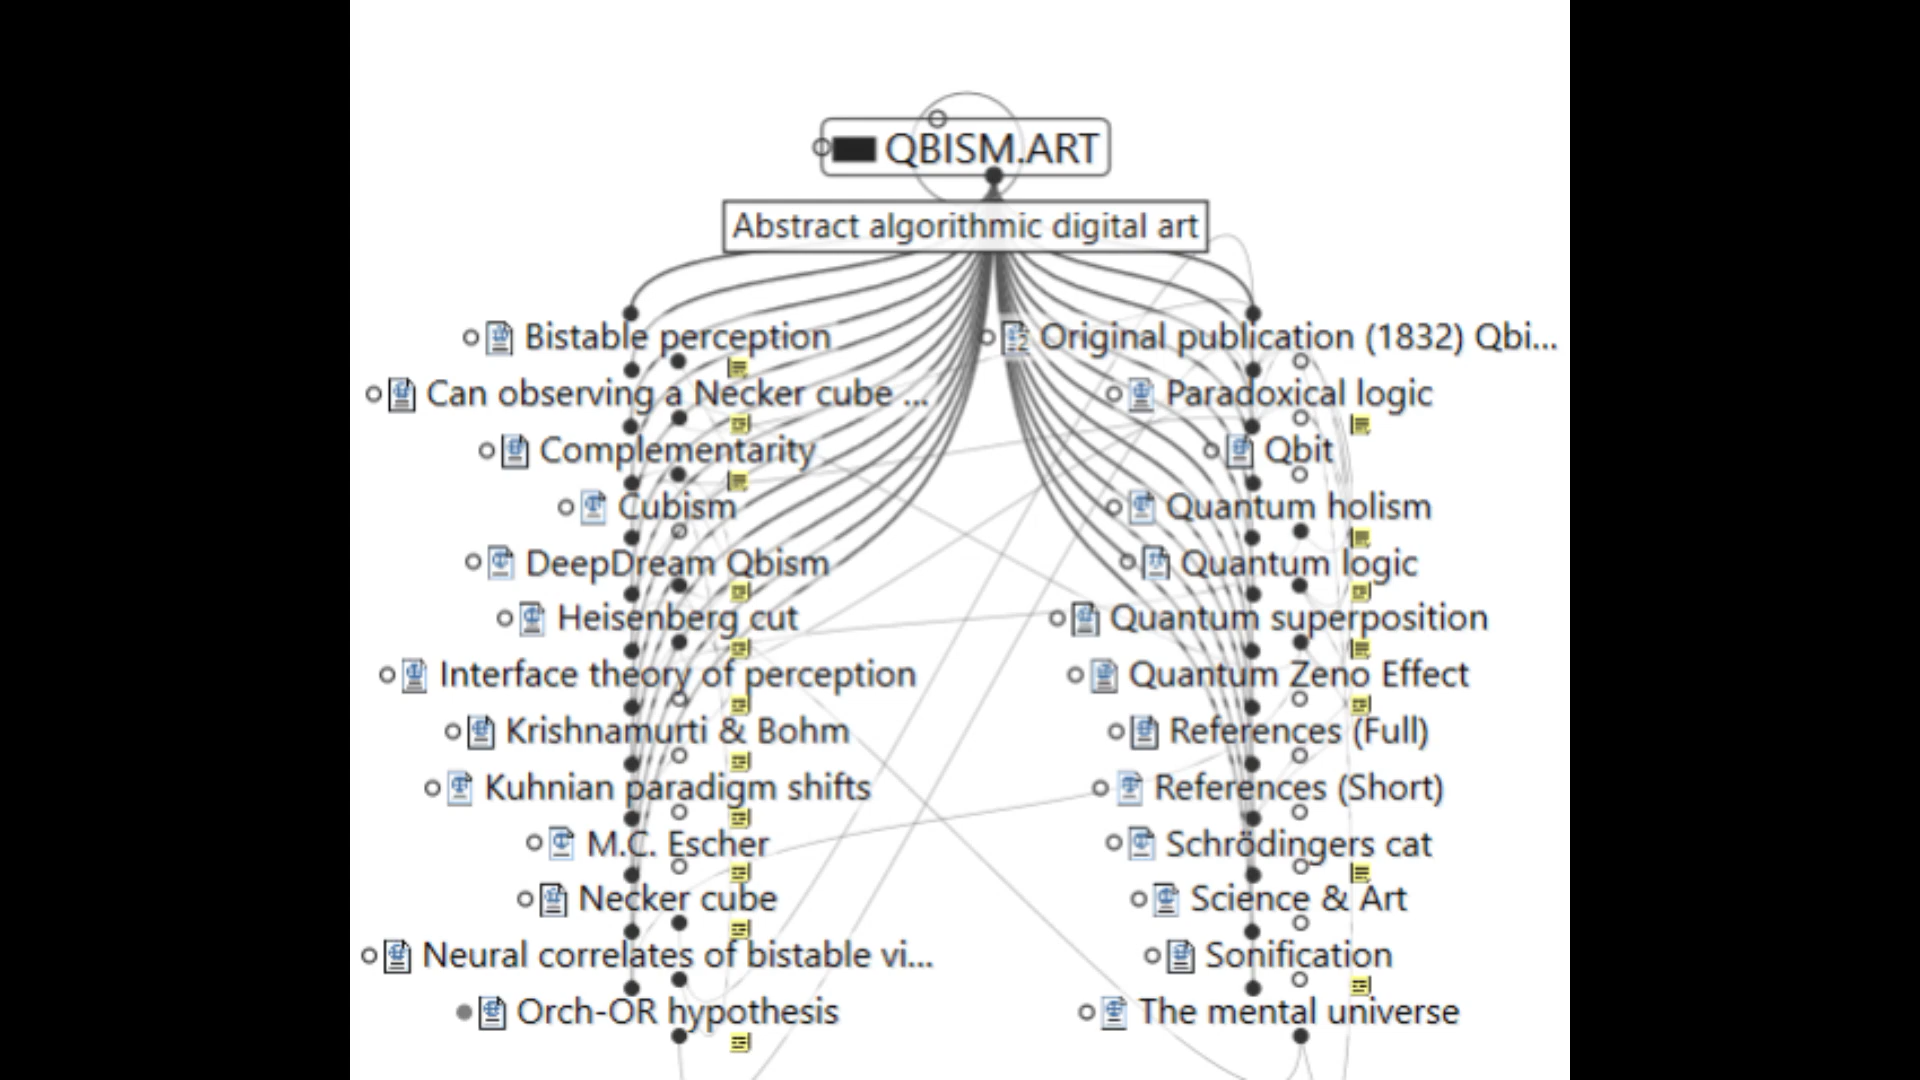 QBISM.ART
Abstract algorithmic digital art
Bistable perception
Can observing a Necker cube ...
Complementarity
Cubism
DeepDream Qbism
Heisenberg cut
Interface theory of perception
Krishnamurti & Bohm
Kuhnian paradigm shifts
M.C. Escher
Necker cube
Neural correlates of bistable vi...
Orch-OR hypothesis
Original publication (1832) Qbi...
Paradoxical logic
Qbit
Quantum holism
Quantum logic
Quantum superposition
Quantum Zeno Effect
References (Full)
References (Short)
Schrödingers cat
Science & Art
Sonification
The mental universe